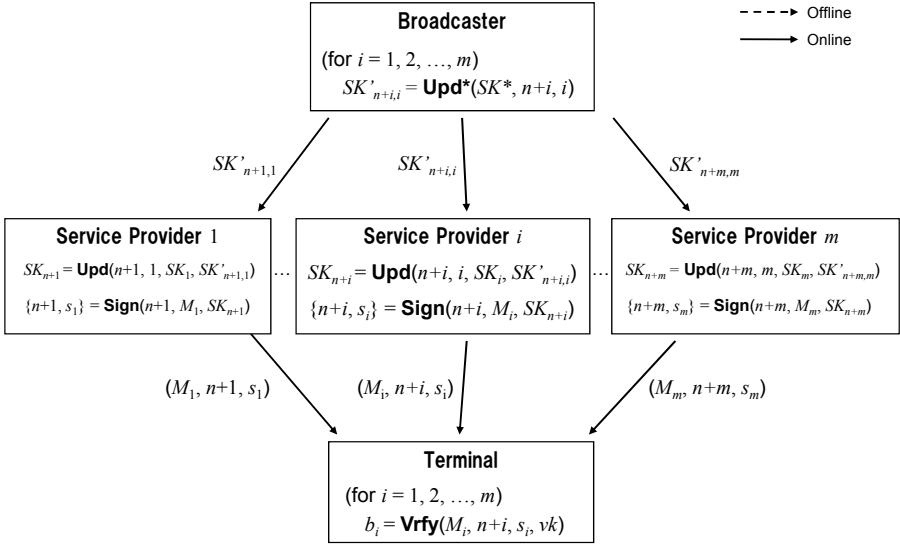 Broadcaster
(for i = 1, 2, …, m)
SK'ₙ₊ᵢ,ᵢ = Upd*(SK*, n+i, i)
Offline
Online
SK'ₙ₊₁,₁
SK'ₙ₊ᵢ,ᵢ
SK'ₙ₊ₘ,ₘ
Service Provider 1
SKₙ₊₁ = Upd(n+1, 1, SK₁, SK'ₙ₊₁,₁)
{n+1, s₁} = Sign(n+1, M₁, SKₙ₊₁)
…
Service Provider i
SKₙ₊ᵢ = Upd(n+i, i, SKᵢ, SK'ₙ₊ᵢ,ᵢ)
{n+i, sᵢ} = Sign(n+i, Mᵢ, SKₙ₊ᵢ)
…
Service Provider m
SKₙ₊ₘ = Upd(n+m, m, SKₘ, SK'ₙ₊ₘ,ₘ)
{n+m, sₘ} = Sign(n+m, Mₘ, SKₙ₊ₘ)
(M₁, n+1, s₁)
(Mᵢ, n+i, sᵢ)
(Mₘ, n+m, sₘ)
Terminal
(for i = 1, 2, …, m)
bᵢ = Vrfy(Mᵢ, n+i, sᵢ, vk)